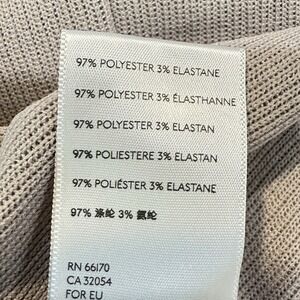 97% POLYESTER 3% ELASTANE
97% POLYESTER 3% ÉLASTHANNE
97% POLYESTER 3% ELASTAN
97% POLIESTERE 3% ELASTAN
97% POLIÉSTER 3% ELASTANE
97% 涤纶 3% 氨纶
RN 66170
CA 32054
FOR EU